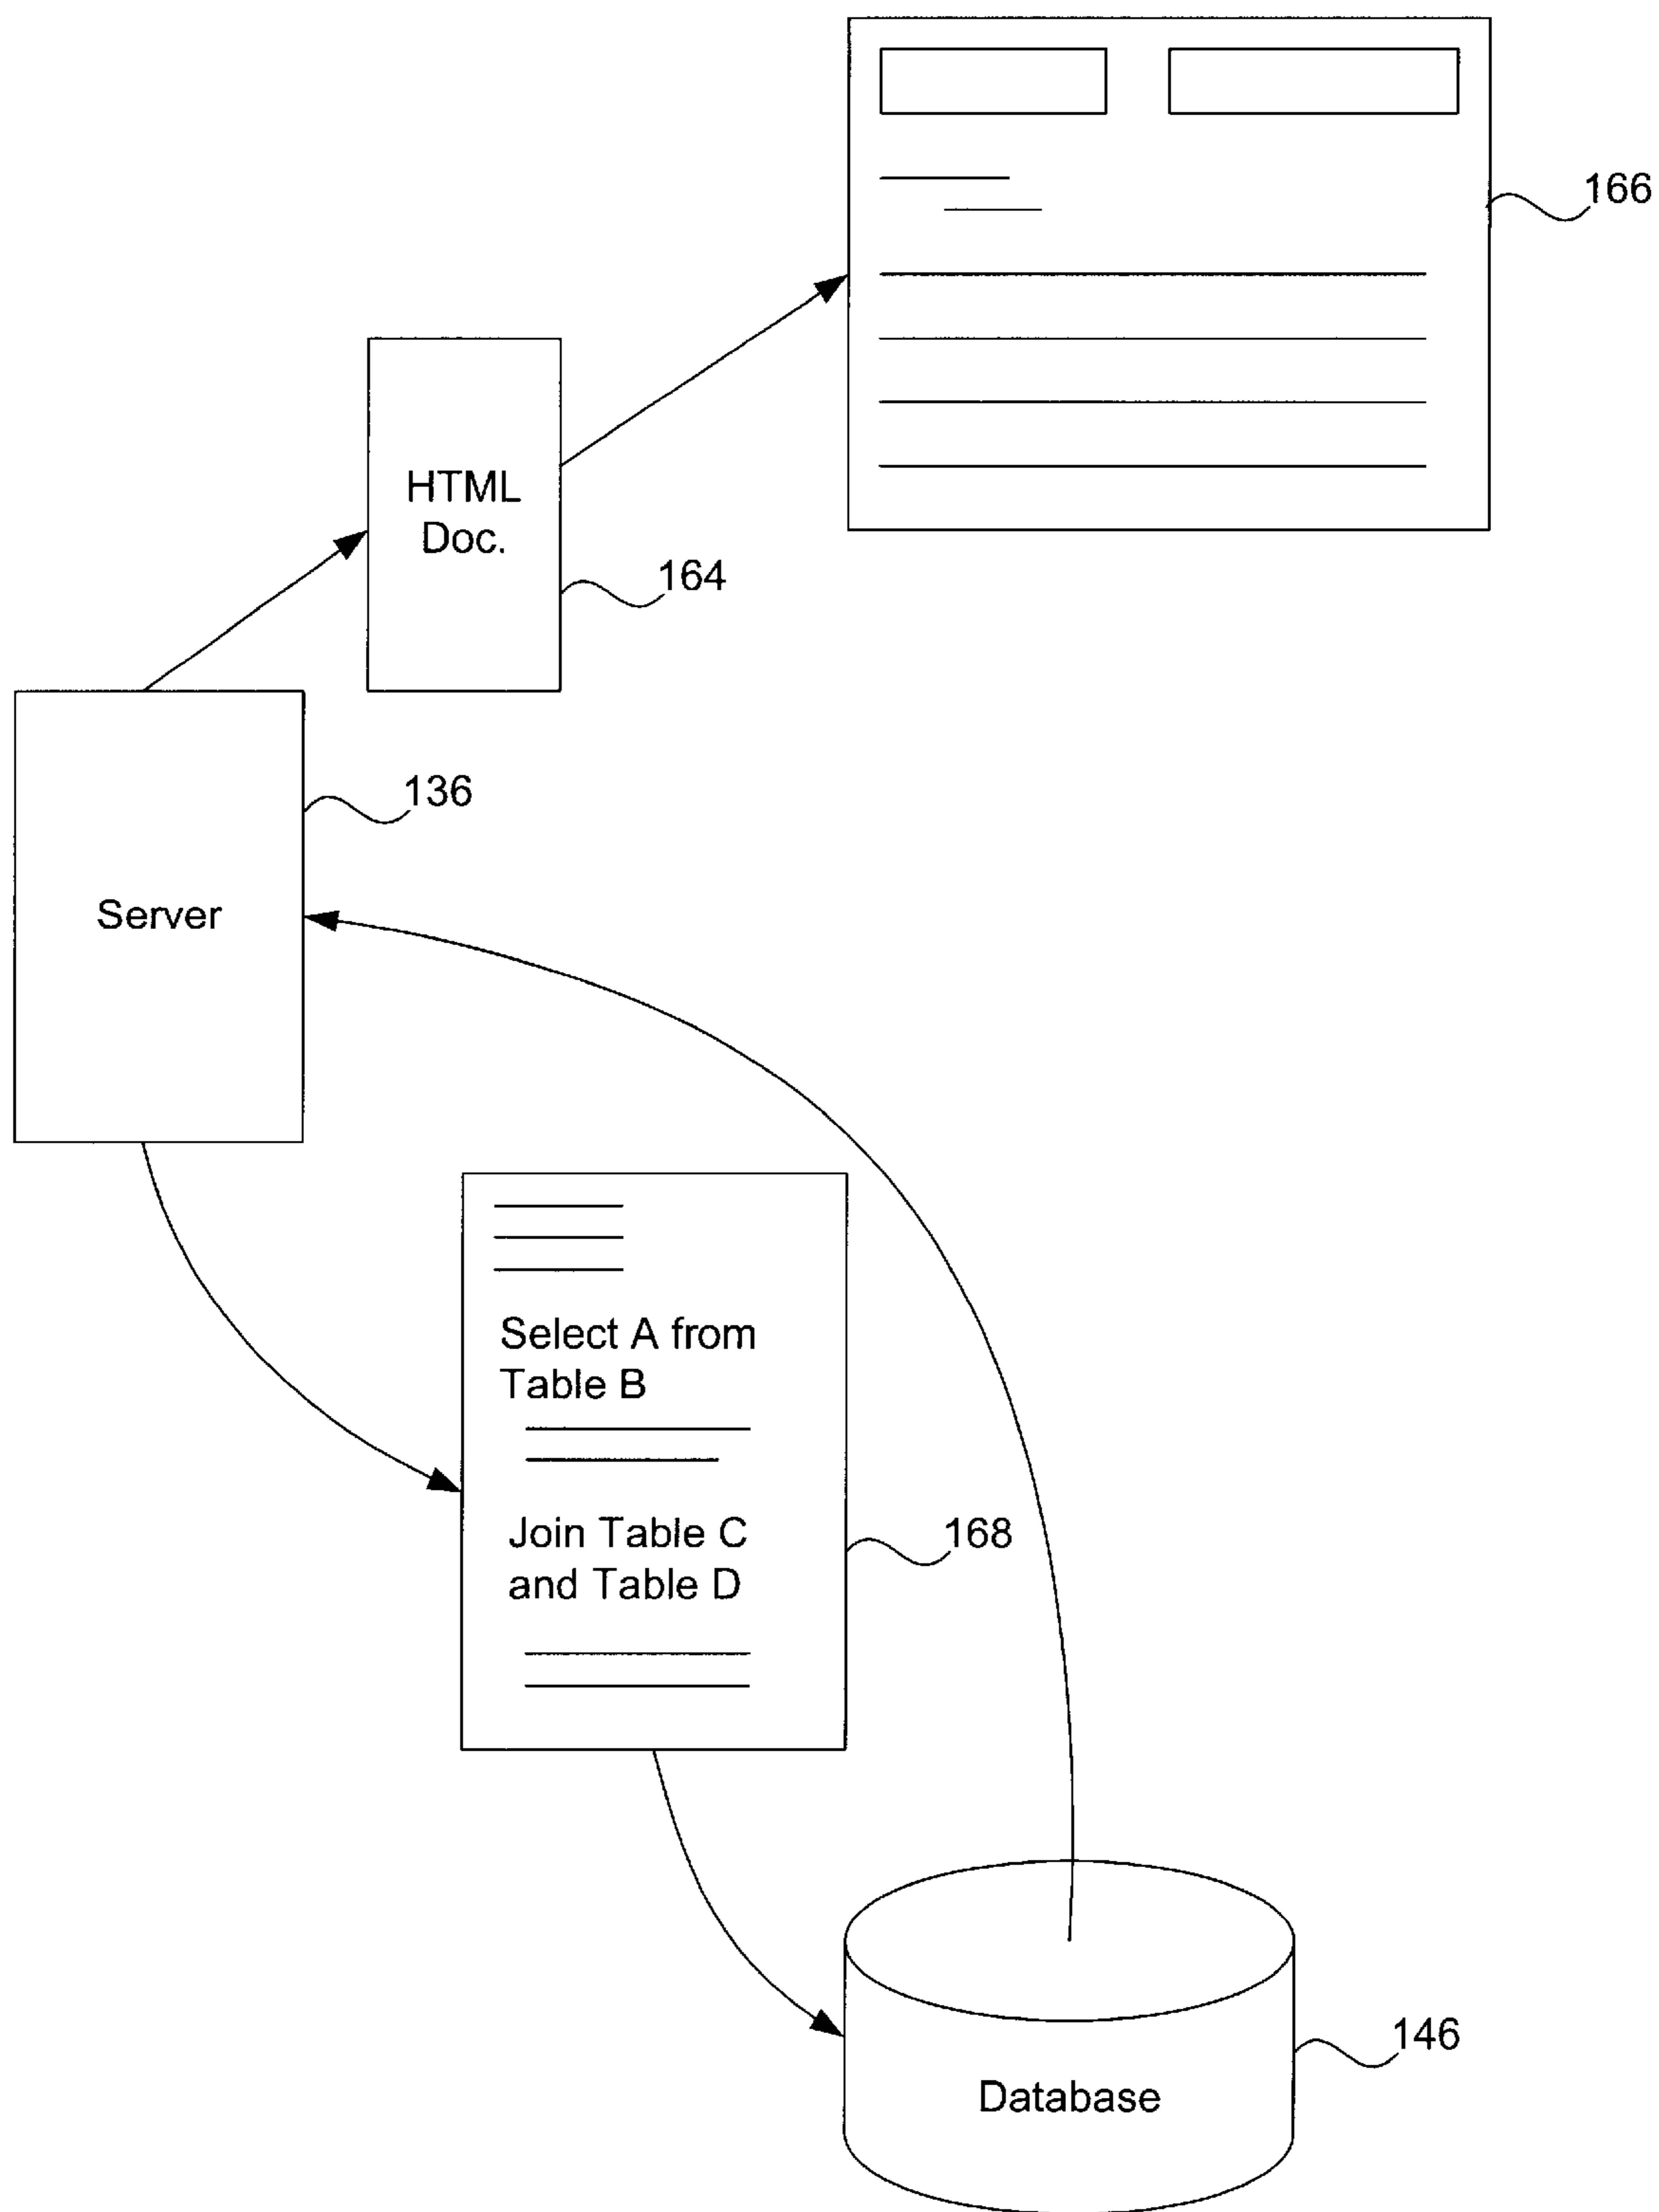 166
HTML
Doc.
164
136
Server
Select A from
Table B
Join Table C
and Table D
168
146
Database